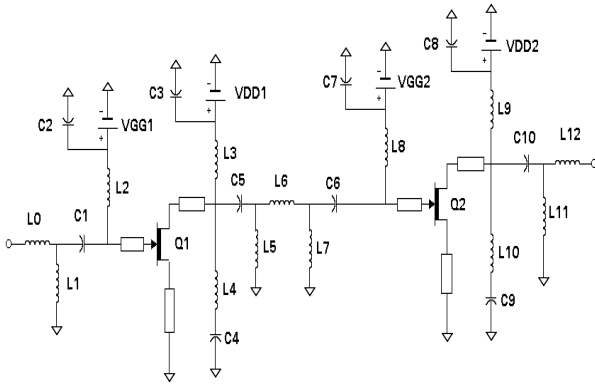 C8
VDD2
C7
VGG2
C3
VDD1
C2
VGG1
L9
C10
L12
L8
L3
L2
C5
L6
C6
L0
C1
Q1
Q2
L11
L5
L7
L10
L1
L4
C4
C9
-
+
-
+
-
+
-
+